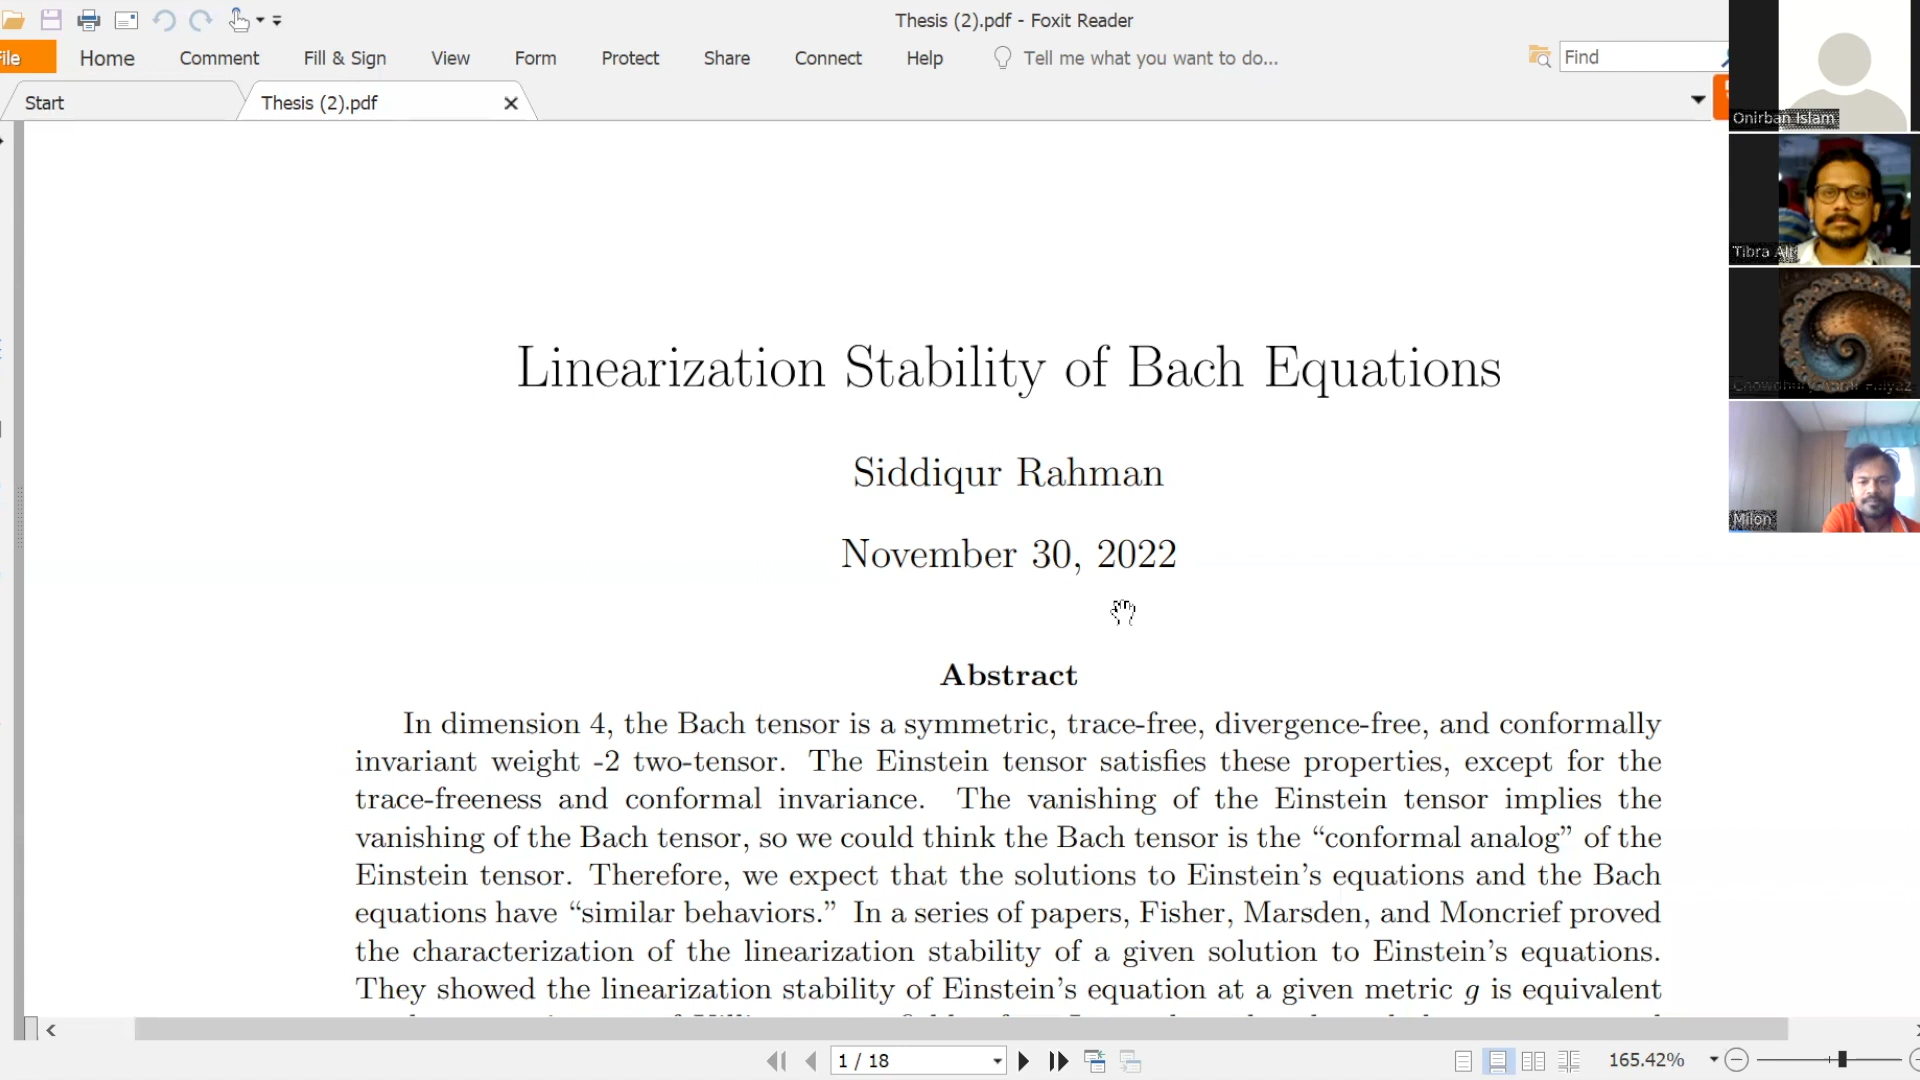 Thesis (2).pdf - Foxit Reader
File Home Comment Fill & Sign View Form Protect Share Connect Help Tell me what you want to do... Find
Start Thesis (2).pdf
Onirban Islam
Tibra Ali
Milon
Linearization Stability of Bach Equations
Siddiqur Rahman
November 30, 2022
Abstract
In dimension 4, the Bach tensor is a symmetric, trace-free, divergence-free, and conformally
invariant weight -2 two-tensor. The Einstein tensor satisfies these properties, except for the
trace-freeness and conformal invariance. The vanishing of the Einstein tensor implies the
vanishing of the Bach tensor, so we could think the Bach tensor is the “conformal analog” of the
Einstein tensor. Therefore, we expect that the solutions to Einstein’s equations and the Bach
equations have “similar behaviors.” In a series of papers, Fisher, Marsden, and Moncrief proved
the characterization of the linearization stability of a given solution to Einstein’s equations.
They showed the linearization stability of Einstein’s equation at a given metric g is equivalent
1 / 18
165.42%